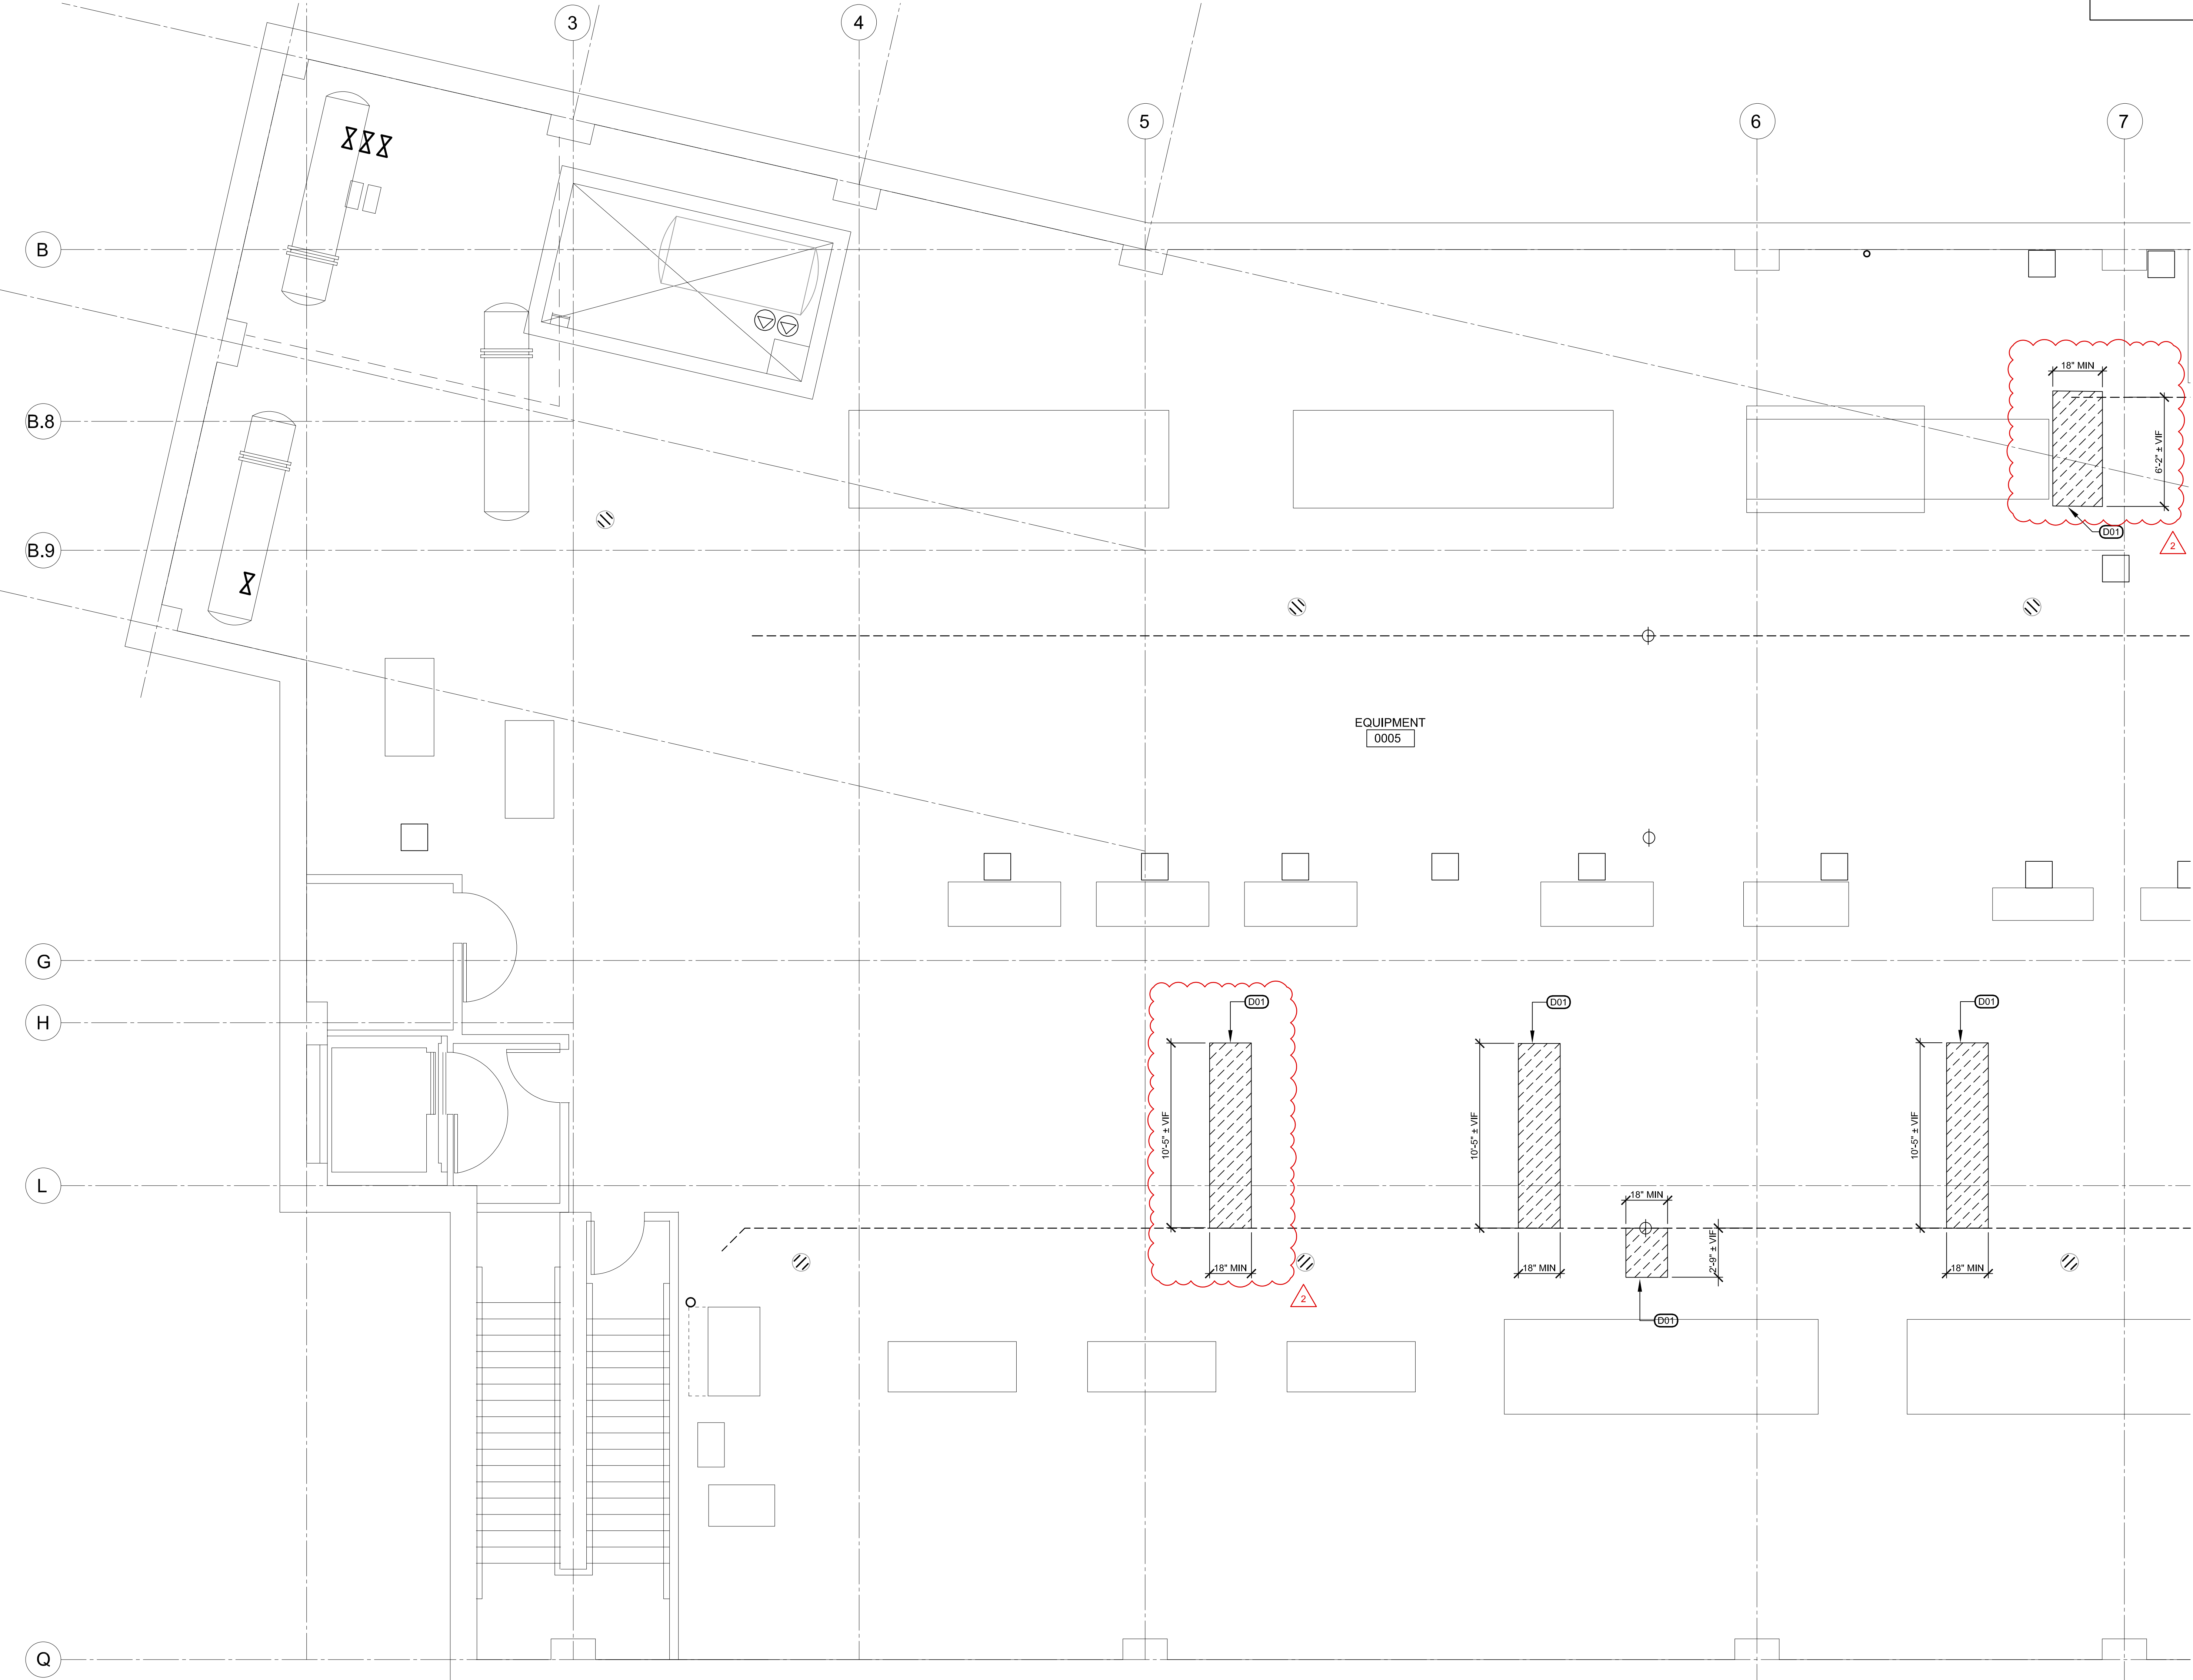 3
4
5
6
7
B
18" MIN
B.8
6'-2" ± VIF
D01
2
B.9
EQUIPMENT
0005
G
D01
D01
D01
H
10'-5" ± VIF
10'-5" ± VIF
10'-5" ± VIF
L
18" MIN
2'-9" ± VIF
18" MIN
18" MIN
18" MIN
2
D01
Q